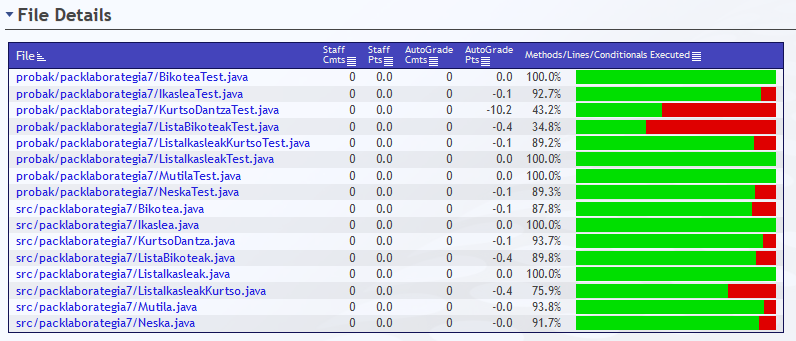 File Details
File Staff Cmts Staff Pts AutoGrade Cmts AutoGrade Pts Methods/Lines/Conditionals Executed
probak/packlaborategia7/BikoteaTest.java 0 0.0 0 0.0 100.0%
probak/packlaborategia7/IkasleaTest.java 0 0.0 0 -0.1 92.7%
probak/packlaborategia7/KurtsoDantzaTest.java 0 0.0 0 -10.2 43.2%
probak/packlaborategia7/ListaBikoteakTest.java 0 0.0 0 -0.4 34.8%
probak/packlaborategia7/ListaIkasleakKurtsoTest.java 0 0.0 0 -0.1 89.2%
probak/packlaborategia7/ListaIkasleakTest.java 0 0.0 0 0.0 100.0%
probak/packlaborategia7/MutilaTest.java 0 0.0 0 0.0 100.0%
probak/packlaborategia7/NeskaTest.java 0 0.0 0 -0.1 89.3%
src/packlaborategia7/Bikotea.java 0 0.0 0 -0.1 87.8%
src/packlaborategia7/Ikaslea.java 0 0.0 0 0.0 100.0%
src/packlaborategia7/KurtsoDantza.java 0 0.0 0 -0.1 93.7%
src/packlaborategia7/ListaBikoteak.java 0 0.0 0 -0.4 89.8%
src/packlaborategia7/ListaIkasleak.java 0 0.0 0 0.0 100.0%
src/packlaborategia7/ListaIkasleakKurtso.java 0 0.0 0 -0.4 75.9%
src/packlaborategia7/Mutila.java 0 0.0 0 -0.0 93.8%
src/packlaborategia7/Neska.java 0 0.0 0 -0.0 91.7%